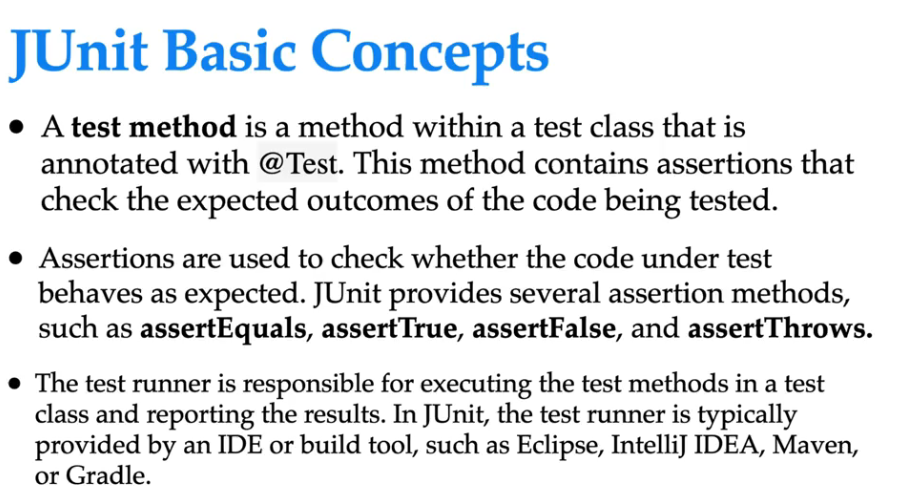 JUnit Basic Concepts
• A test method is a method within a test class that is
annotated with @Test. This method contains assertions that
check the expected outcomes of the code being tested.
• Assertions are used to check whether the code under test
behaves as expected. JUnit provides several assertion methods,
such as assertEquals, assertTrue, assertFalse, and assertThrows.
• The test runner is responsible for executing the test methods in a test
class and reporting the results. In JUnit, the test runner is typically
provided by an IDE or build tool, such as Eclipse, IntelliJ IDEA, Maven,
or Gradle.